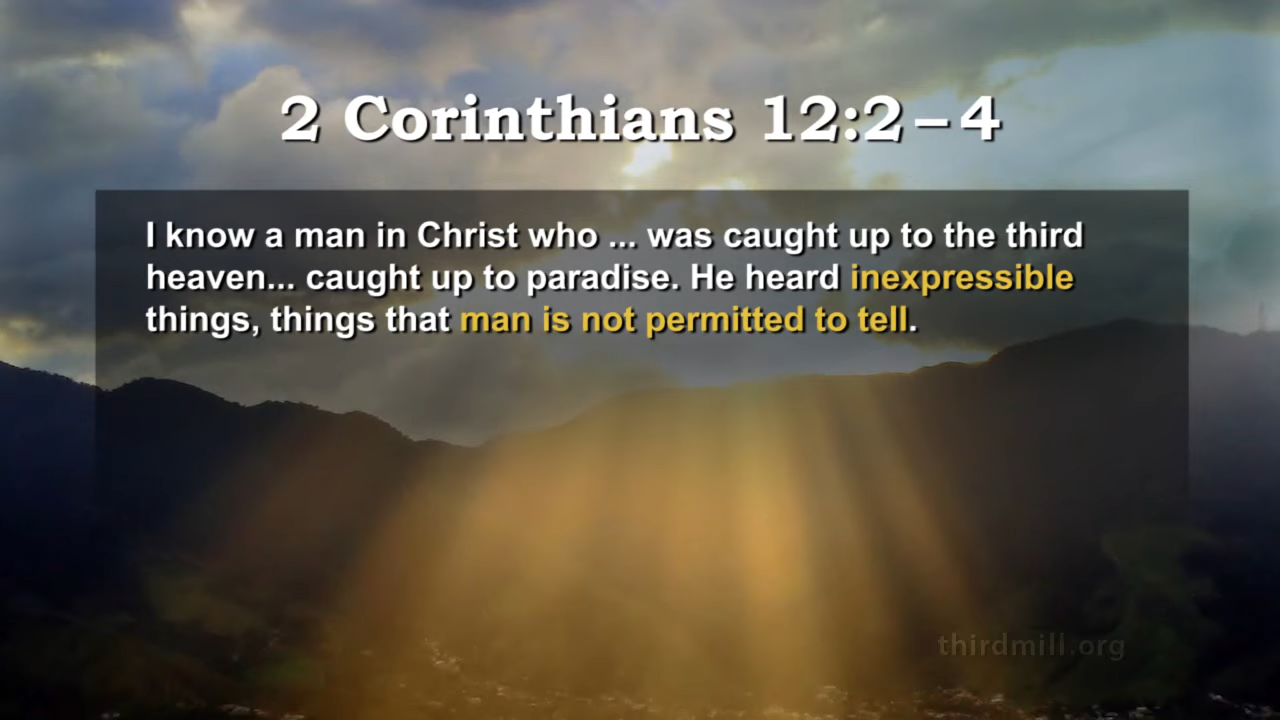 2 Corinthians 12:2–4
I know a man in Christ who ... was caught up to the third
heaven... caught up to paradise. He heard inexpressible
things, things that man is not permitted to tell.
thirdmill.org